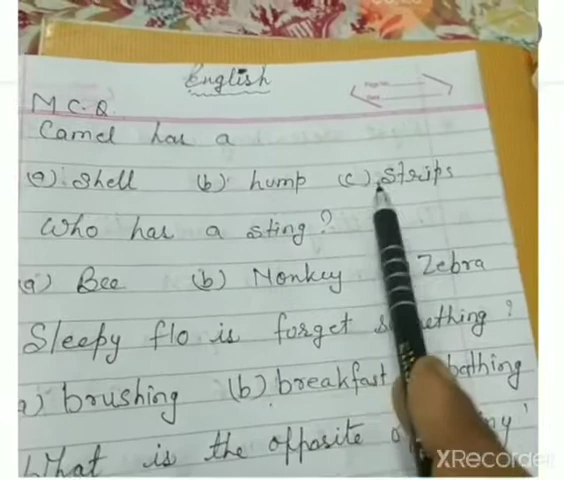 English
M.C.Q.
Camel has a
(a) Shell (b) hump (c) Strips
Who has a sting?
(a) Bee (b) Monkey Zebra
Sleepy flo is forget something?
a) brushing (b) breakfast bathing
What is the opposite
XRecorder